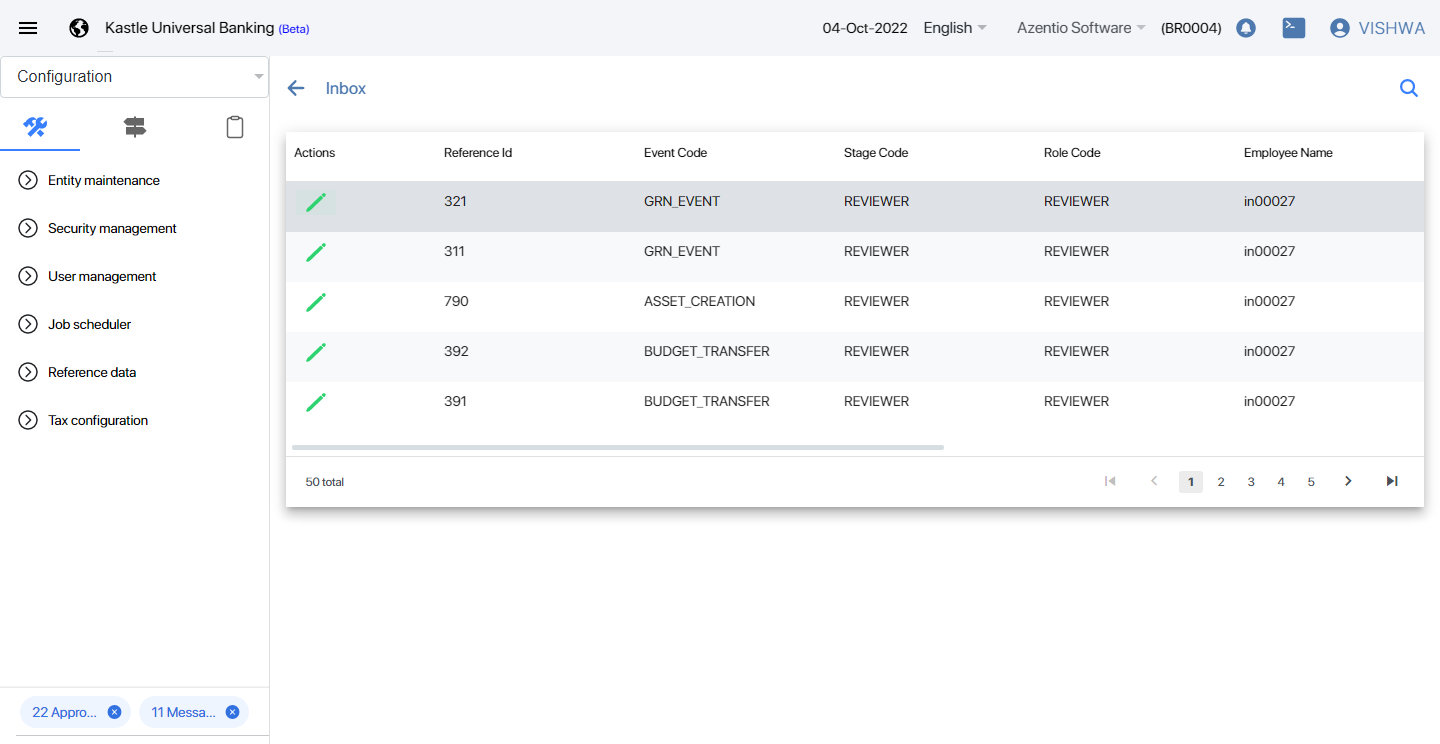 Kastle Universal Banking (Beta) 04-Oct-2022 English Azentio Software (BR0004) VISHWA
Configuration
Inbox
Entity maintenance
Security management
User management
Job scheduler
Reference data
Tax configuration
Actions Reference Id Event Code Stage Code Role Code Employee Name
321 GRN_EVENT REVIEWER REVIEWER in00027
311 GRN_EVENT REVIEWER REVIEWER in00027
790 ASSET_CREATION REVIEWER REVIEWER in00027
392 BUDGET_TRANSFER REVIEWER REVIEWER in00027
391 BUDGET_TRANSFER REVIEWER REVIEWER in00027
50 total 1 2 3 4 5
22 Appro... 11 Messa...